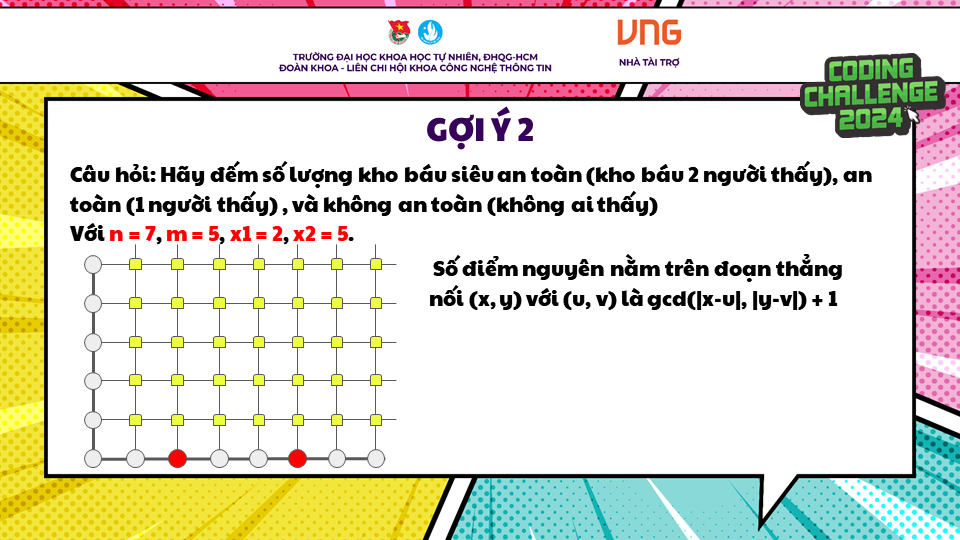 TRƯỜNG ĐẠI HỌC KHOA HỌC TỰ NHIÊN, ĐHQG-HCM
ĐOÀN KHOA - LIÊN CHI HỘI KHOA CÔNG NGHỆ THÔNG TIN
VNG
NHÀ TÀI TRỢ
CODING
CHALLENGE
2024
GỢI Ý 2
Câu hỏi: Hãy đếm số lượng kho báu siêu an toàn (kho báu 2 người thấy), an
toàn (1 người thấy) , và không an toàn (không ai thấy)
Với n = 7, m = 5, x1 = 2, x2 = 5.
Số điểm nguyên nằm trên đoạn thẳng
nối (x, y) với (u, v) là gcd(|x-u|, |y-v|) + 1